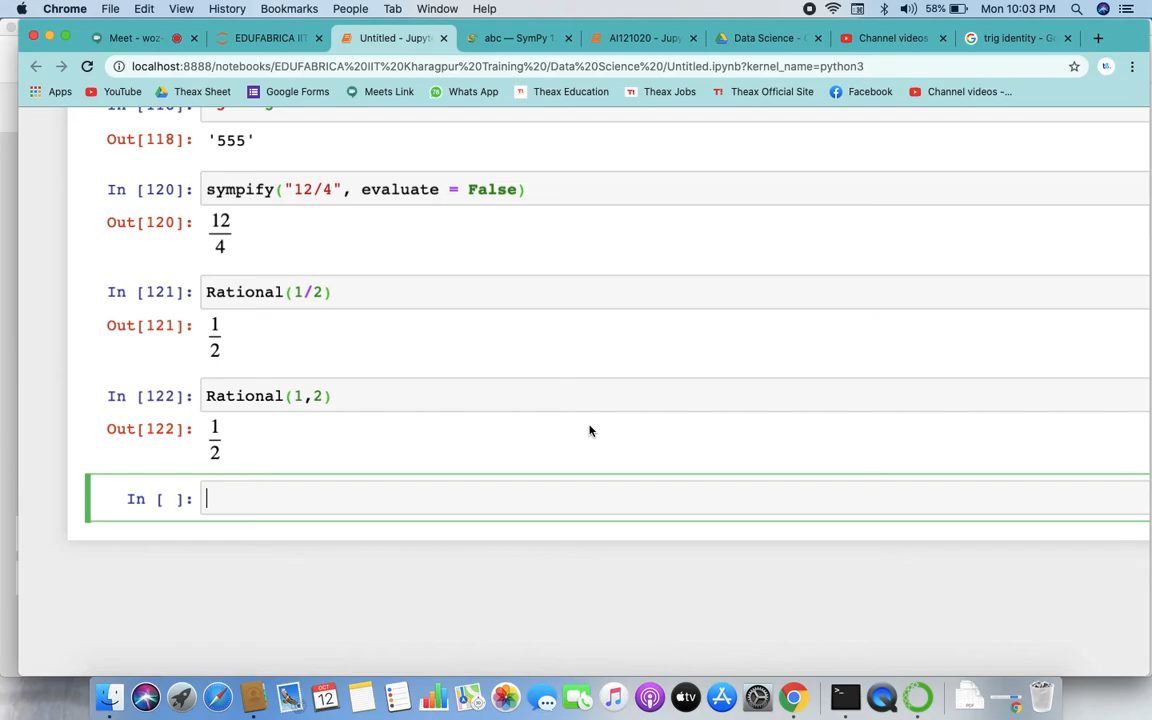 Chrome File Edit View History Bookmarks People Tab Window Help 58% Mon 10:03 PM
Meet - woz- EDUFABRICA IIT Untitled - Jupyt abc — SymPy 1. AI121020 - Jup Data Science - Channel videos trig identity - Go
localhost:8888/notebooks/EDUFABRICA%20IIT%20Kharagpur%20Training%20/Data%20Science%20/Untitled.ipynb?kernel_name=python3
Apps YouTube Theax Sheet Google Forms Meets Link Whats App Theax Education Theax Jobs Theax Official Site Facebook Channel videos -...
Out[118]: '555'
In [120]: sympify("12/4", evaluate = False)
Out[120]: 12
4
In [121]: Rational(1/2)
Out[121]: 1
2
In [122]: Rational(1,2)
Out[122]: 1
2
In [ ]: